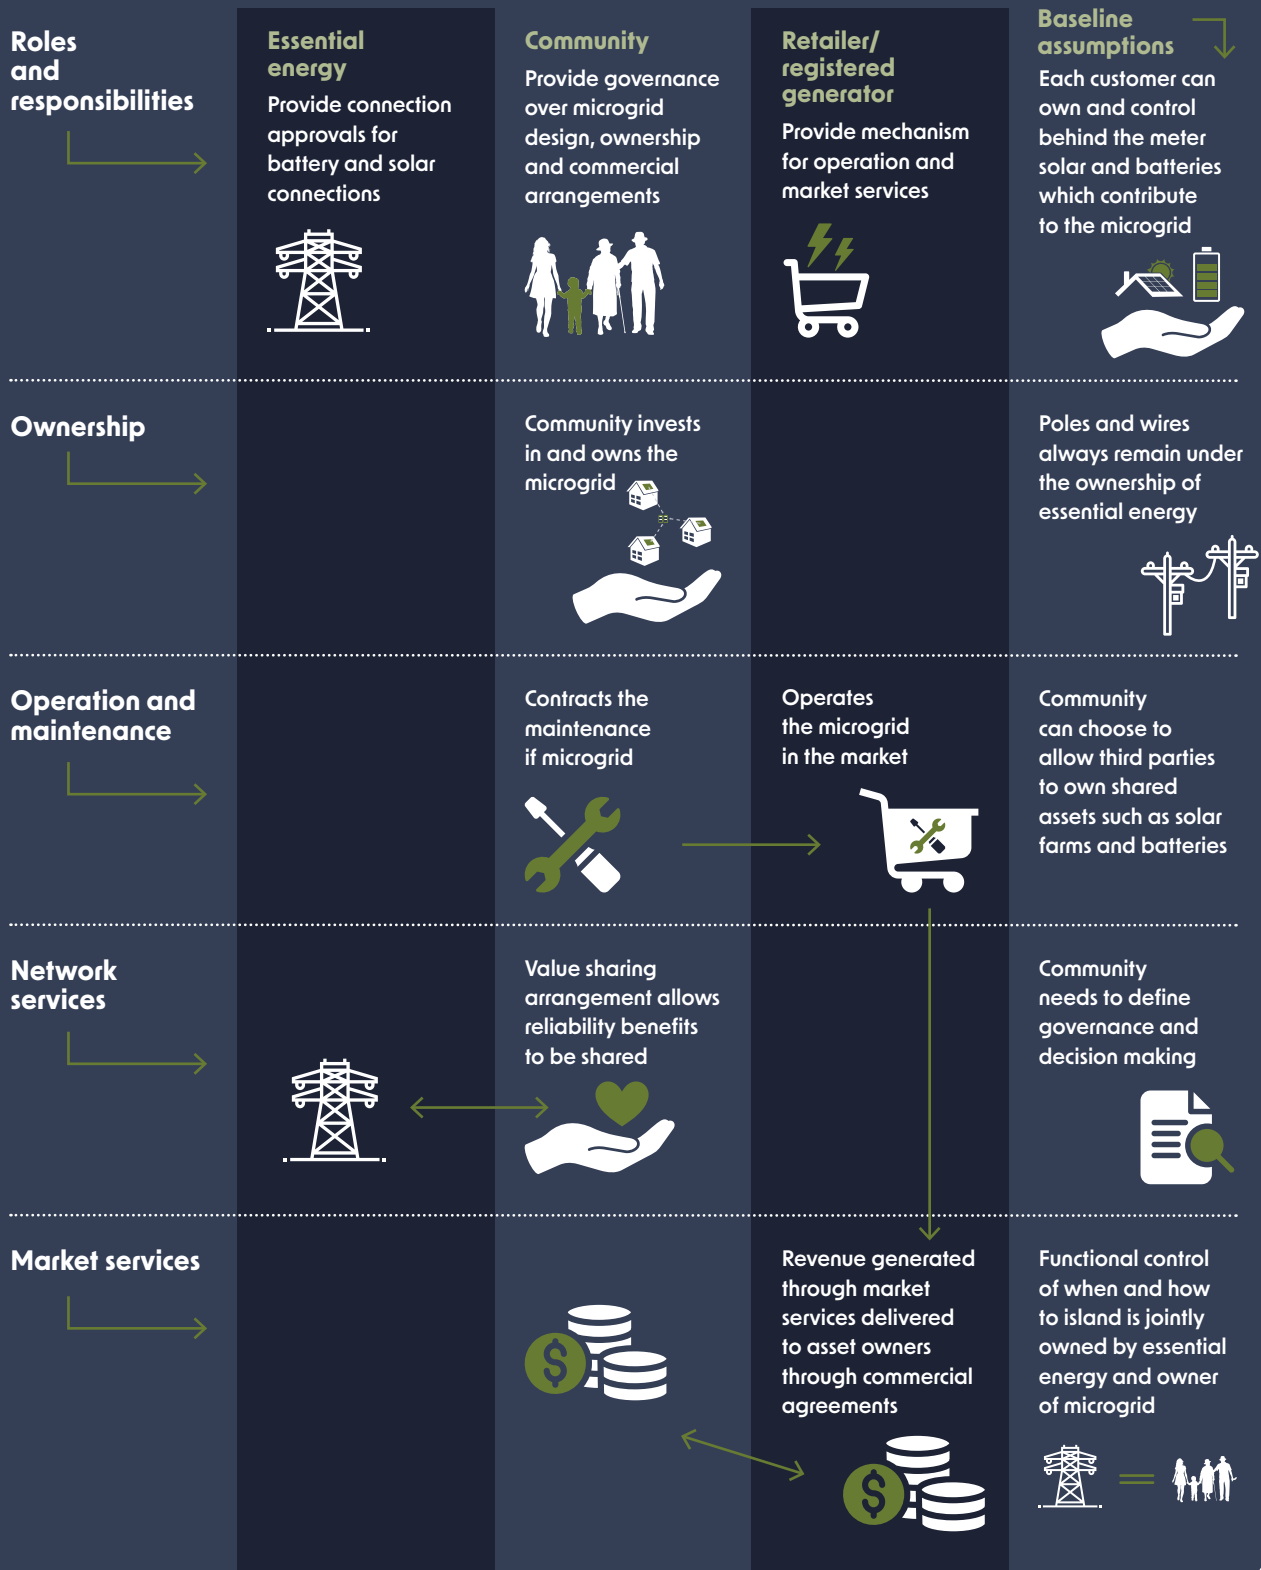 Roles
and
responsibilities
Essential
energy
Provide connection
approvals for
battery and solar
connections
Community
Provide governance
over microgrid
design, ownership
and commercial
arrangements
Retailer/
registered
generator
Provide mechanism
for operation and
market services
Baseline
assumptions
Each customer can
own and control
behind the meter
solar and batteries
which contribute
to the microgrid
Ownership
Community invests
in and owns the
microgrid
Poles and wires
always remain under
the ownership of
essential energy
Operation and
maintenance
Contracts the
maintenance
if microgrid
Operates
the microgrid
in the market
Community
can choose to
allow third parties
to own shared
assets such as solar
farms and batteries
Network
services
Value sharing
arrangement allows
reliability benefits
to be shared
Community
needs to define
governance and
decision making
Market services
$
Revenue generated
through market
services delivered
to asset owners
through commercial
agreements
$
Functional control
of when and how
to island is jointly
owned by essential
energy and owner
of microgrid